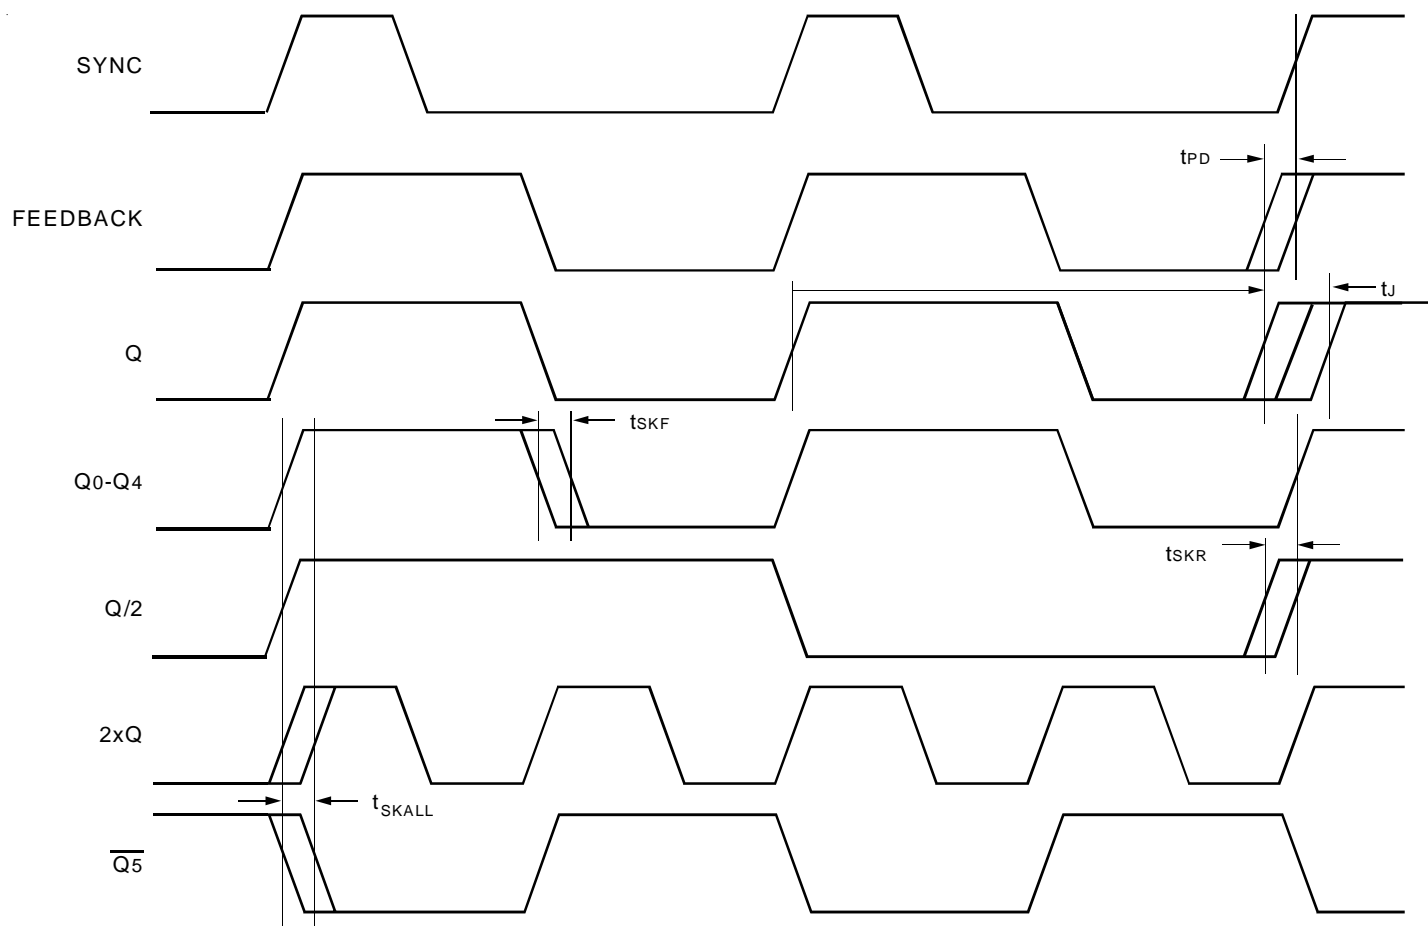 SYNC
tPD
FEEDBACK
tJ
Q
tSKF
Q0-Q4
tSKR
Q/2
2xQ
tSKALL
Q5